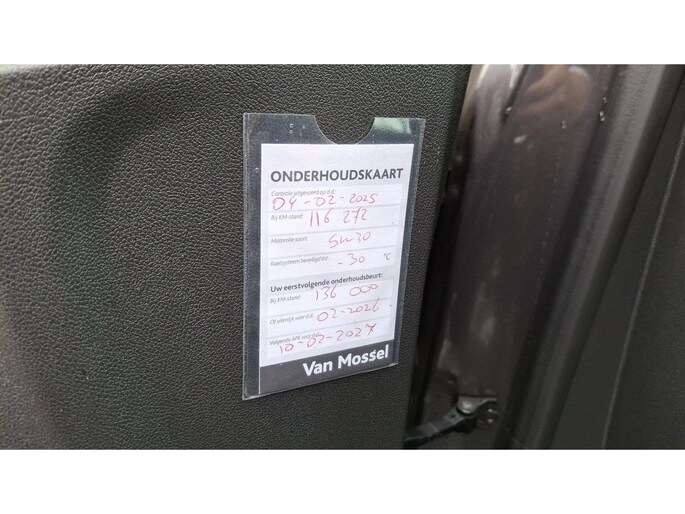 ONDERHOUDSKAART
Controle uitgevoerd op d.d.:
04-02-2025
Bij KM-stand: 116 272
Motorolie soort: 5w30
Koelsysteem beveiligd tot: -30 °C
Uw eerstvolgende onderhoudsbeurt:
Bij KM-stand: 136 000
Of uiterlijk voor d.d.: 02-2026
Volgende APK voor d.d.:
10-02-2027
Van Mossel